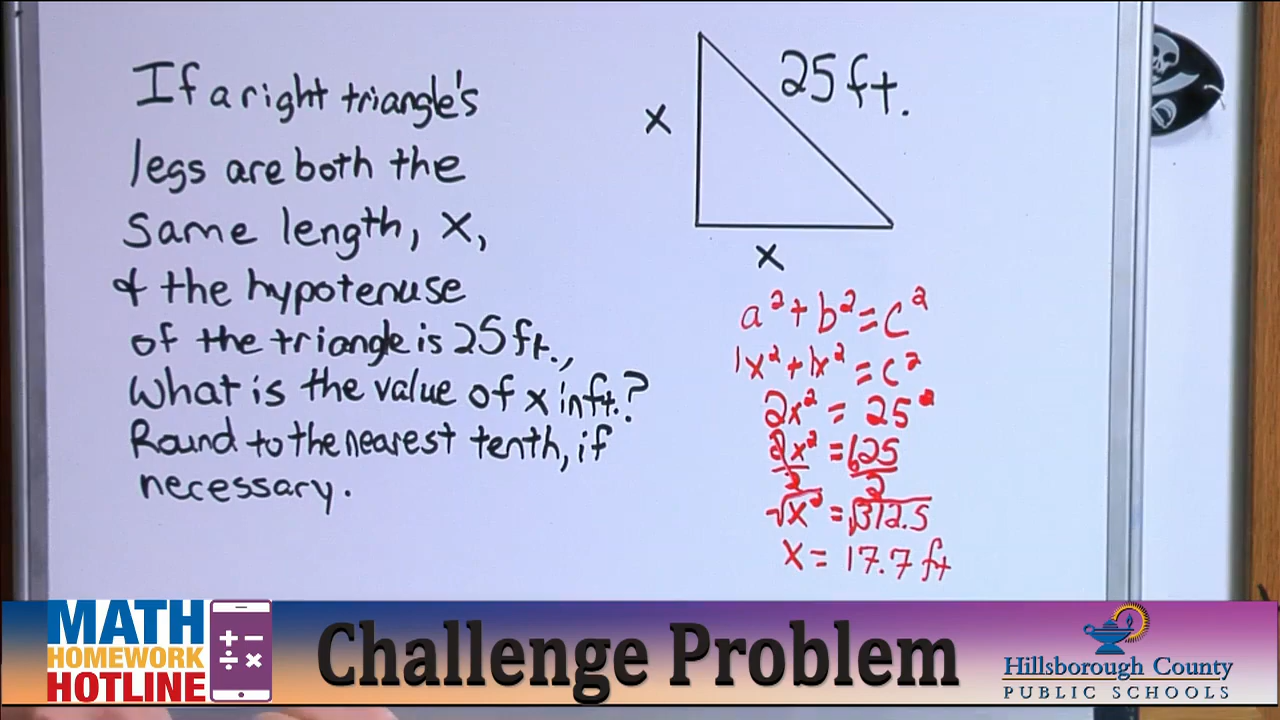 If a right triangle's
legs are both the
same length, x,
& the hypotenuse
of the triangle is 25 ft.,
What is the value of x in ft.?
Round to the nearest tenth, if
necessary.
25 ft.
x
x
a² + b² = c²
1x² + 1x² = c²
2x² = 25²
2x² = 625
2 2
√x² = √312.5
x = 17.7 ft
MATH
HOMEWORK
HOTLINE
+ −
÷ ×
Challenge Problem
Hillsborough County
PUBLIC SCHOOLS